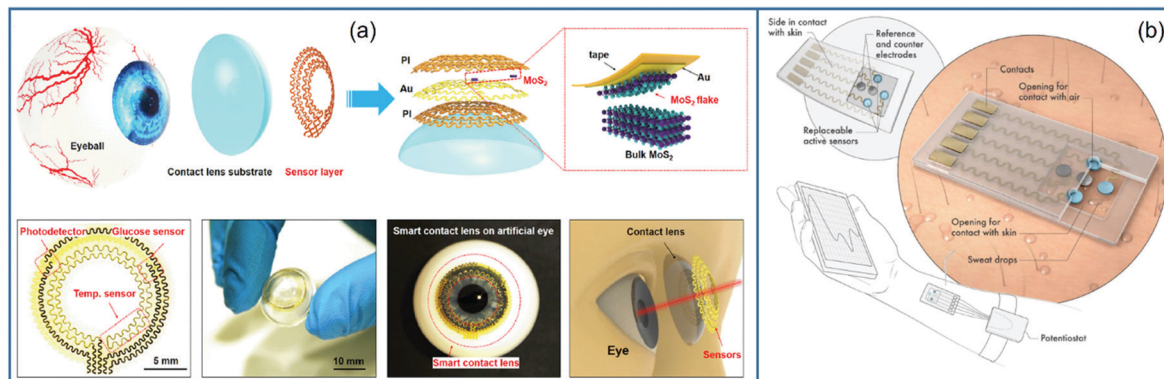 (a)
Eyeball
Contact lens substrate
Sensor layer
PI
Au
PI
MoS2
tape
Au
MoS2 flake
Bulk MoS2
Photodetector
Glucose sensor
Temp. sensor
5 mm
10 mm
Smart contact lens on artificial eye
Smart contact lens
Contact lens
Eye
Sensors
(b)
Side in contact
with skin
Reference
and counter
electrodes
Replaceable
active sensors
Contacts
Opening for
contact with air
Opening for
contact with skin
Sweat drops
Potentiostat